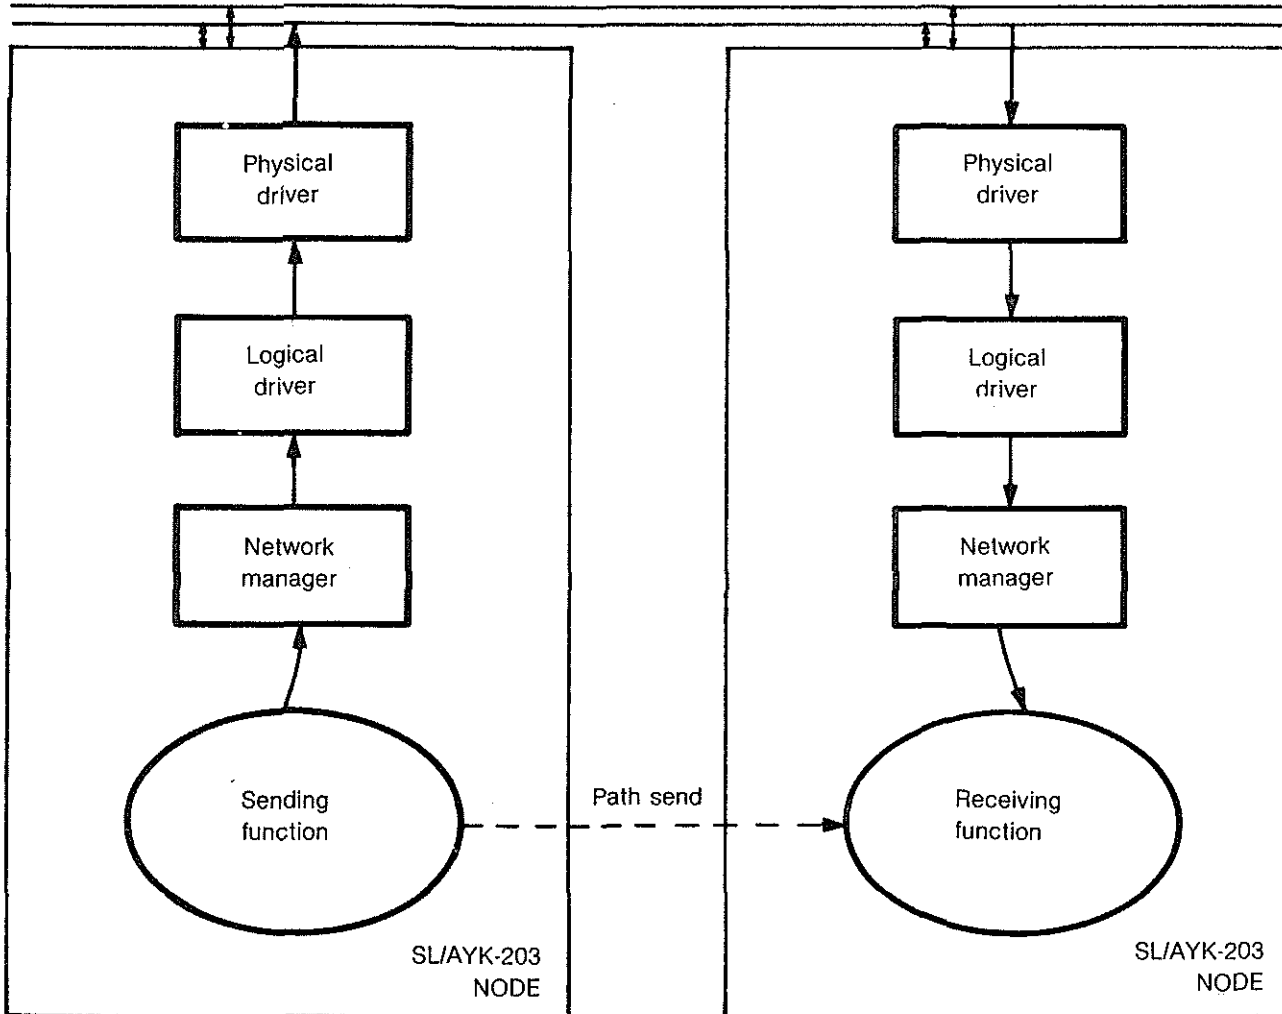 Physical
driver
Physical
driver
Logical
driver
Logical
driver
Network
manager
Network
manager
Sending
function
Path send
Receiving
function
SL/AYK-203
NODE
SL/AYK-203
NODE